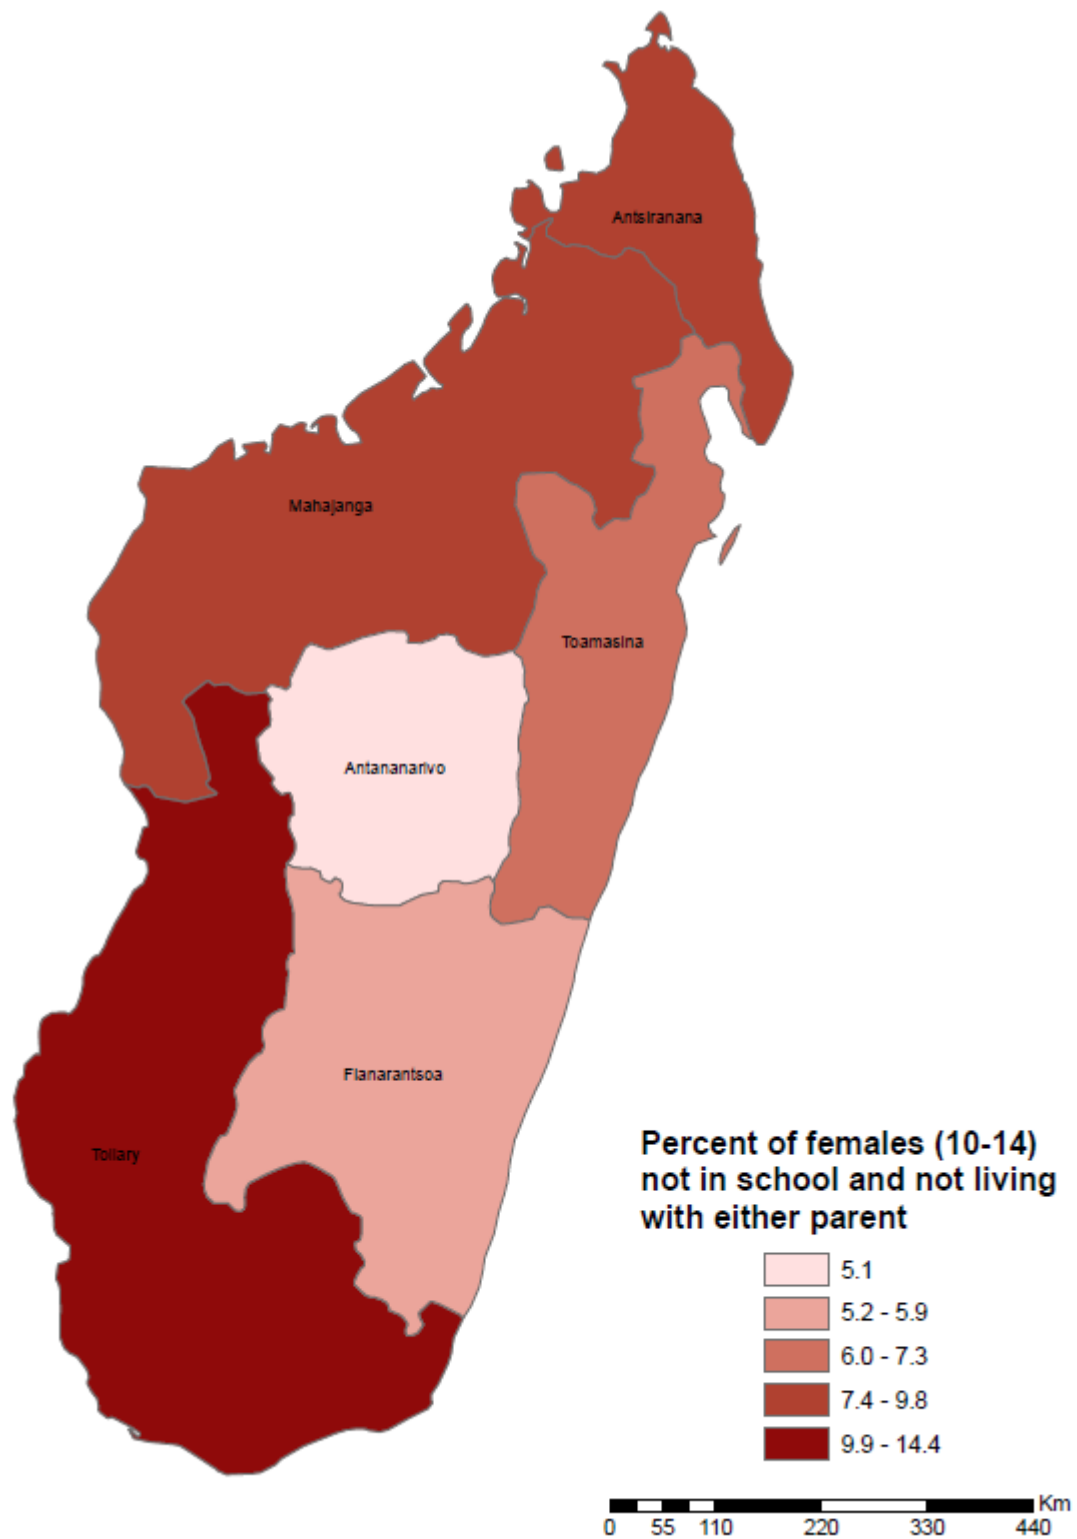 Antsiranana
Mahajanga
Toamasina
Antananarivo
Fianarantsoa
Toliary
Percent of females (10-14)
not in school and not living
with either parent
5.1
5.2 - 5.9
6.0 - 7.3
7.4 - 9.8
9.9 - 14.4
Km
0 55 110 220 330 440